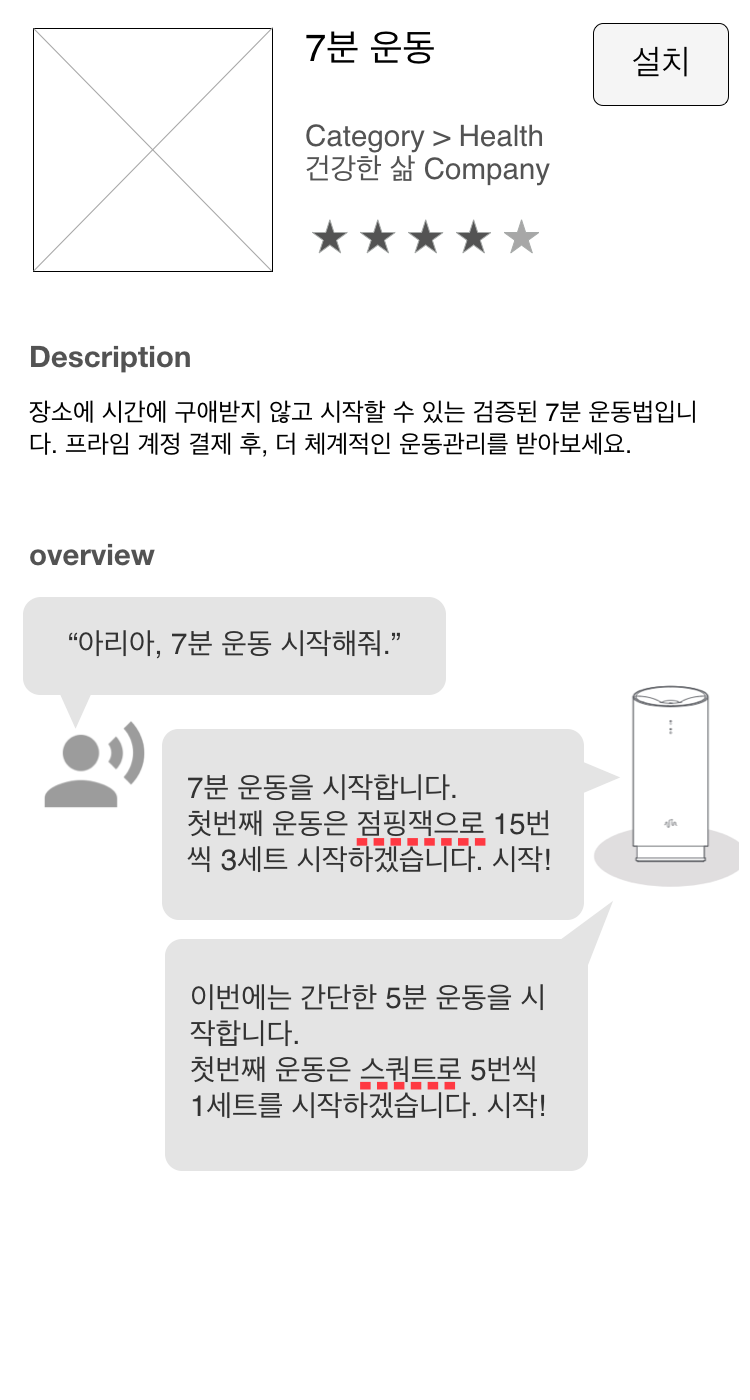 7분 운동
설치
Category > Health
건강한 삶 Company
Description
장소에 시간에 구애받지 않고 시작할 수 있는 검증된 7분 운동법입니
다. 프라임 계정 결제 후, 더 체계적인 운동관리를 받아보세요.
overview
“아리아, 7분 운동 시작해줘.”
7분 운동을 시작합니다.
첫번째 운동은 점핑잭으로 15번
씩 3세트 시작하겠습니다. 시작!
이번에는 간단한 5분 운동을 시
작합니다.
첫번째 운동은 스쿼트로 5번씩
1세트를 시작하겠습니다. 시작!